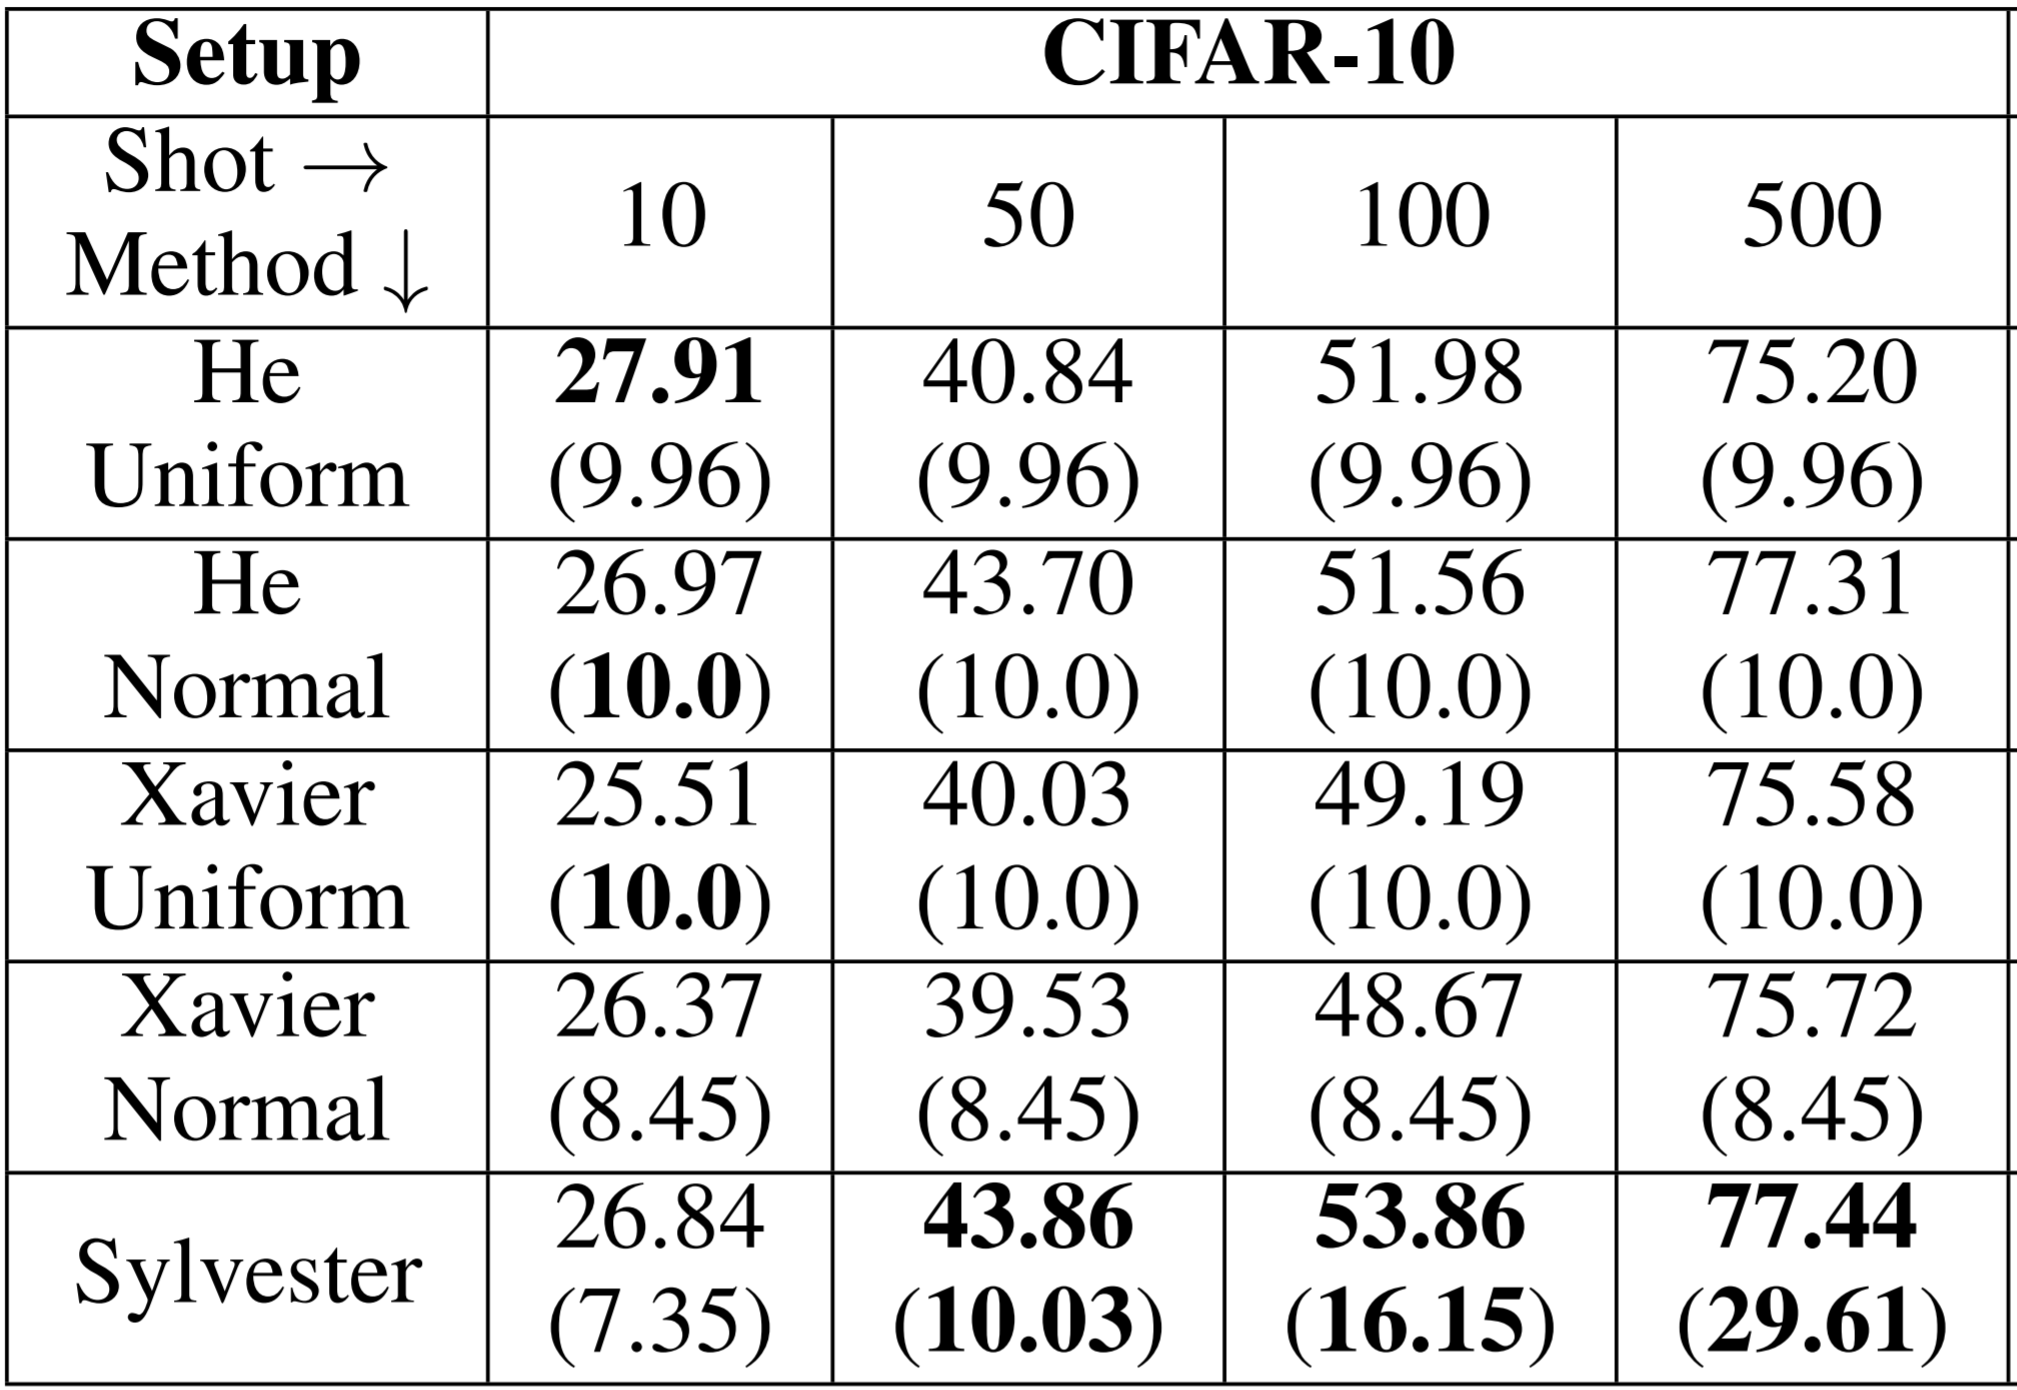 Setup CIFAR-10
Shot →
Method ↓ 10 50 100 500
He 27.91 40.84 51.98 75.20
Uniform (9.96) (9.96) (9.96) (9.96)
He 26.97 43.70 51.56 77.31
Normal (10.0) (10.0) (10.0) (10.0)
Xavier 25.51 40.03 49.19 75.58
Uniform (10.0) (10.0) (10.0) (10.0)
Xavier 26.37 39.53 48.67 75.72
Normal (8.45) (8.45) (8.45) (8.45)
Sylvester 26.84 43.86 53.86 77.44
(7.35) (10.03) (16.15) (29.61)